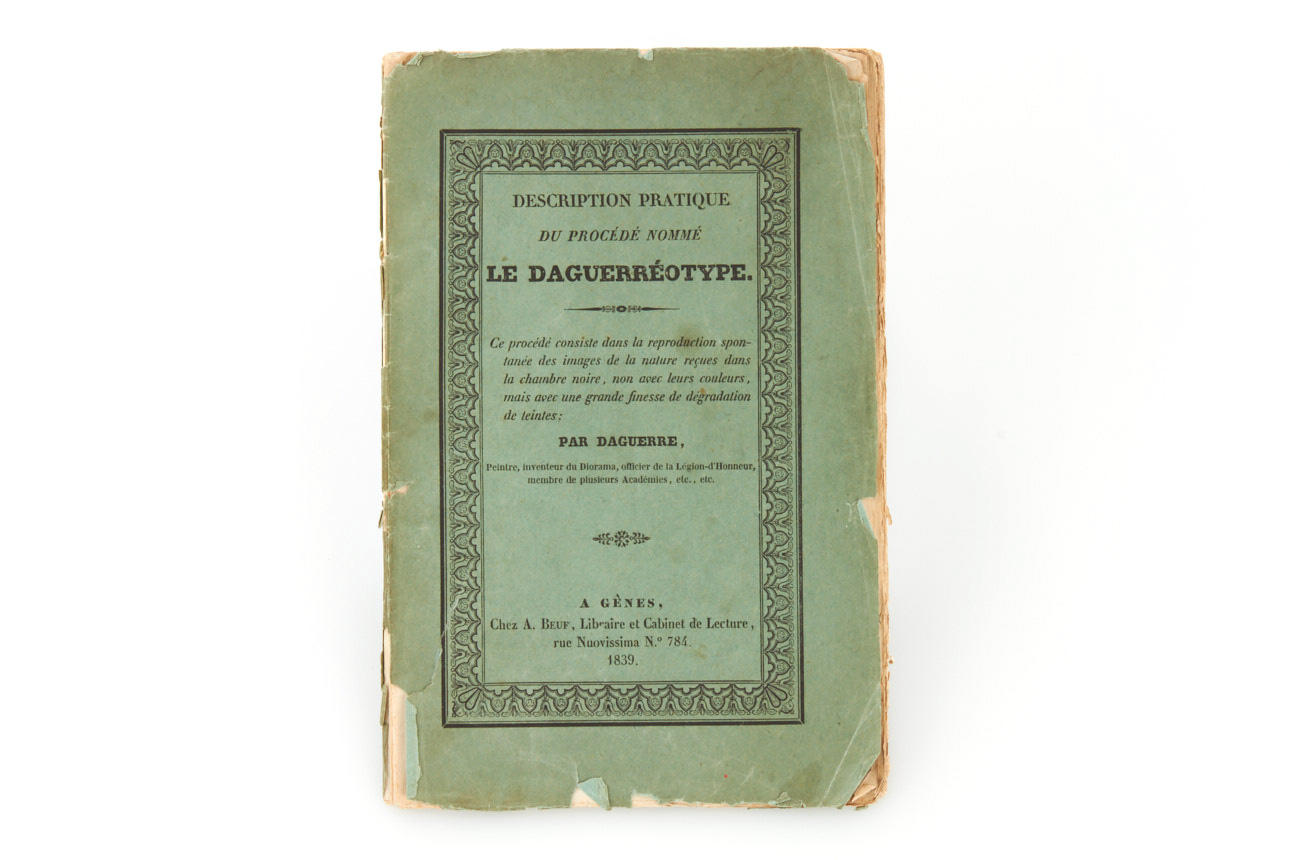 DESCRIPTION PRATIQUE
DU PROCÉDÉ NOMMÉ
LE DAGUERRÉOTYPE.
Ce procédé consiste dans la reproduction spon-
tanée des images de la nature reçues dans
la chambre noire, non avec leurs couleurs,
mais avec une grande finesse de dégradation
de teintes;
PAR DAGUERRE,
Peintre, inventeur du Diorama, officier de la Légion-d'Honneur,
membre de plusieurs Académies, etc., etc.
A GÊNES,
Chez A. BEUF, Libraire et Cabinet de Lecture,
rue Nuovissima N.º 784.
1839.